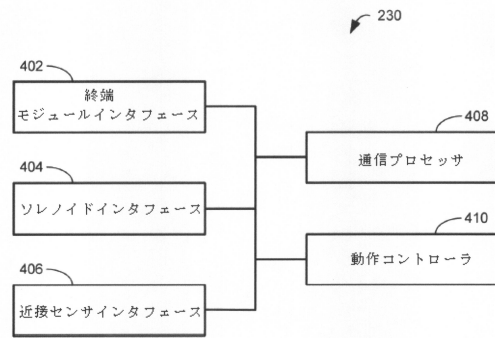 230
402
終端
モジュールインタフェース
404
ソレノイドインタフェース
406
近接センサインタフェース
408
通信プロセッサ
410
動作コントローラ